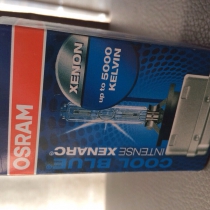 OSRAM
XENON
up to 5000
KELVIN
COOL BLUE
INTENSE XENARC®